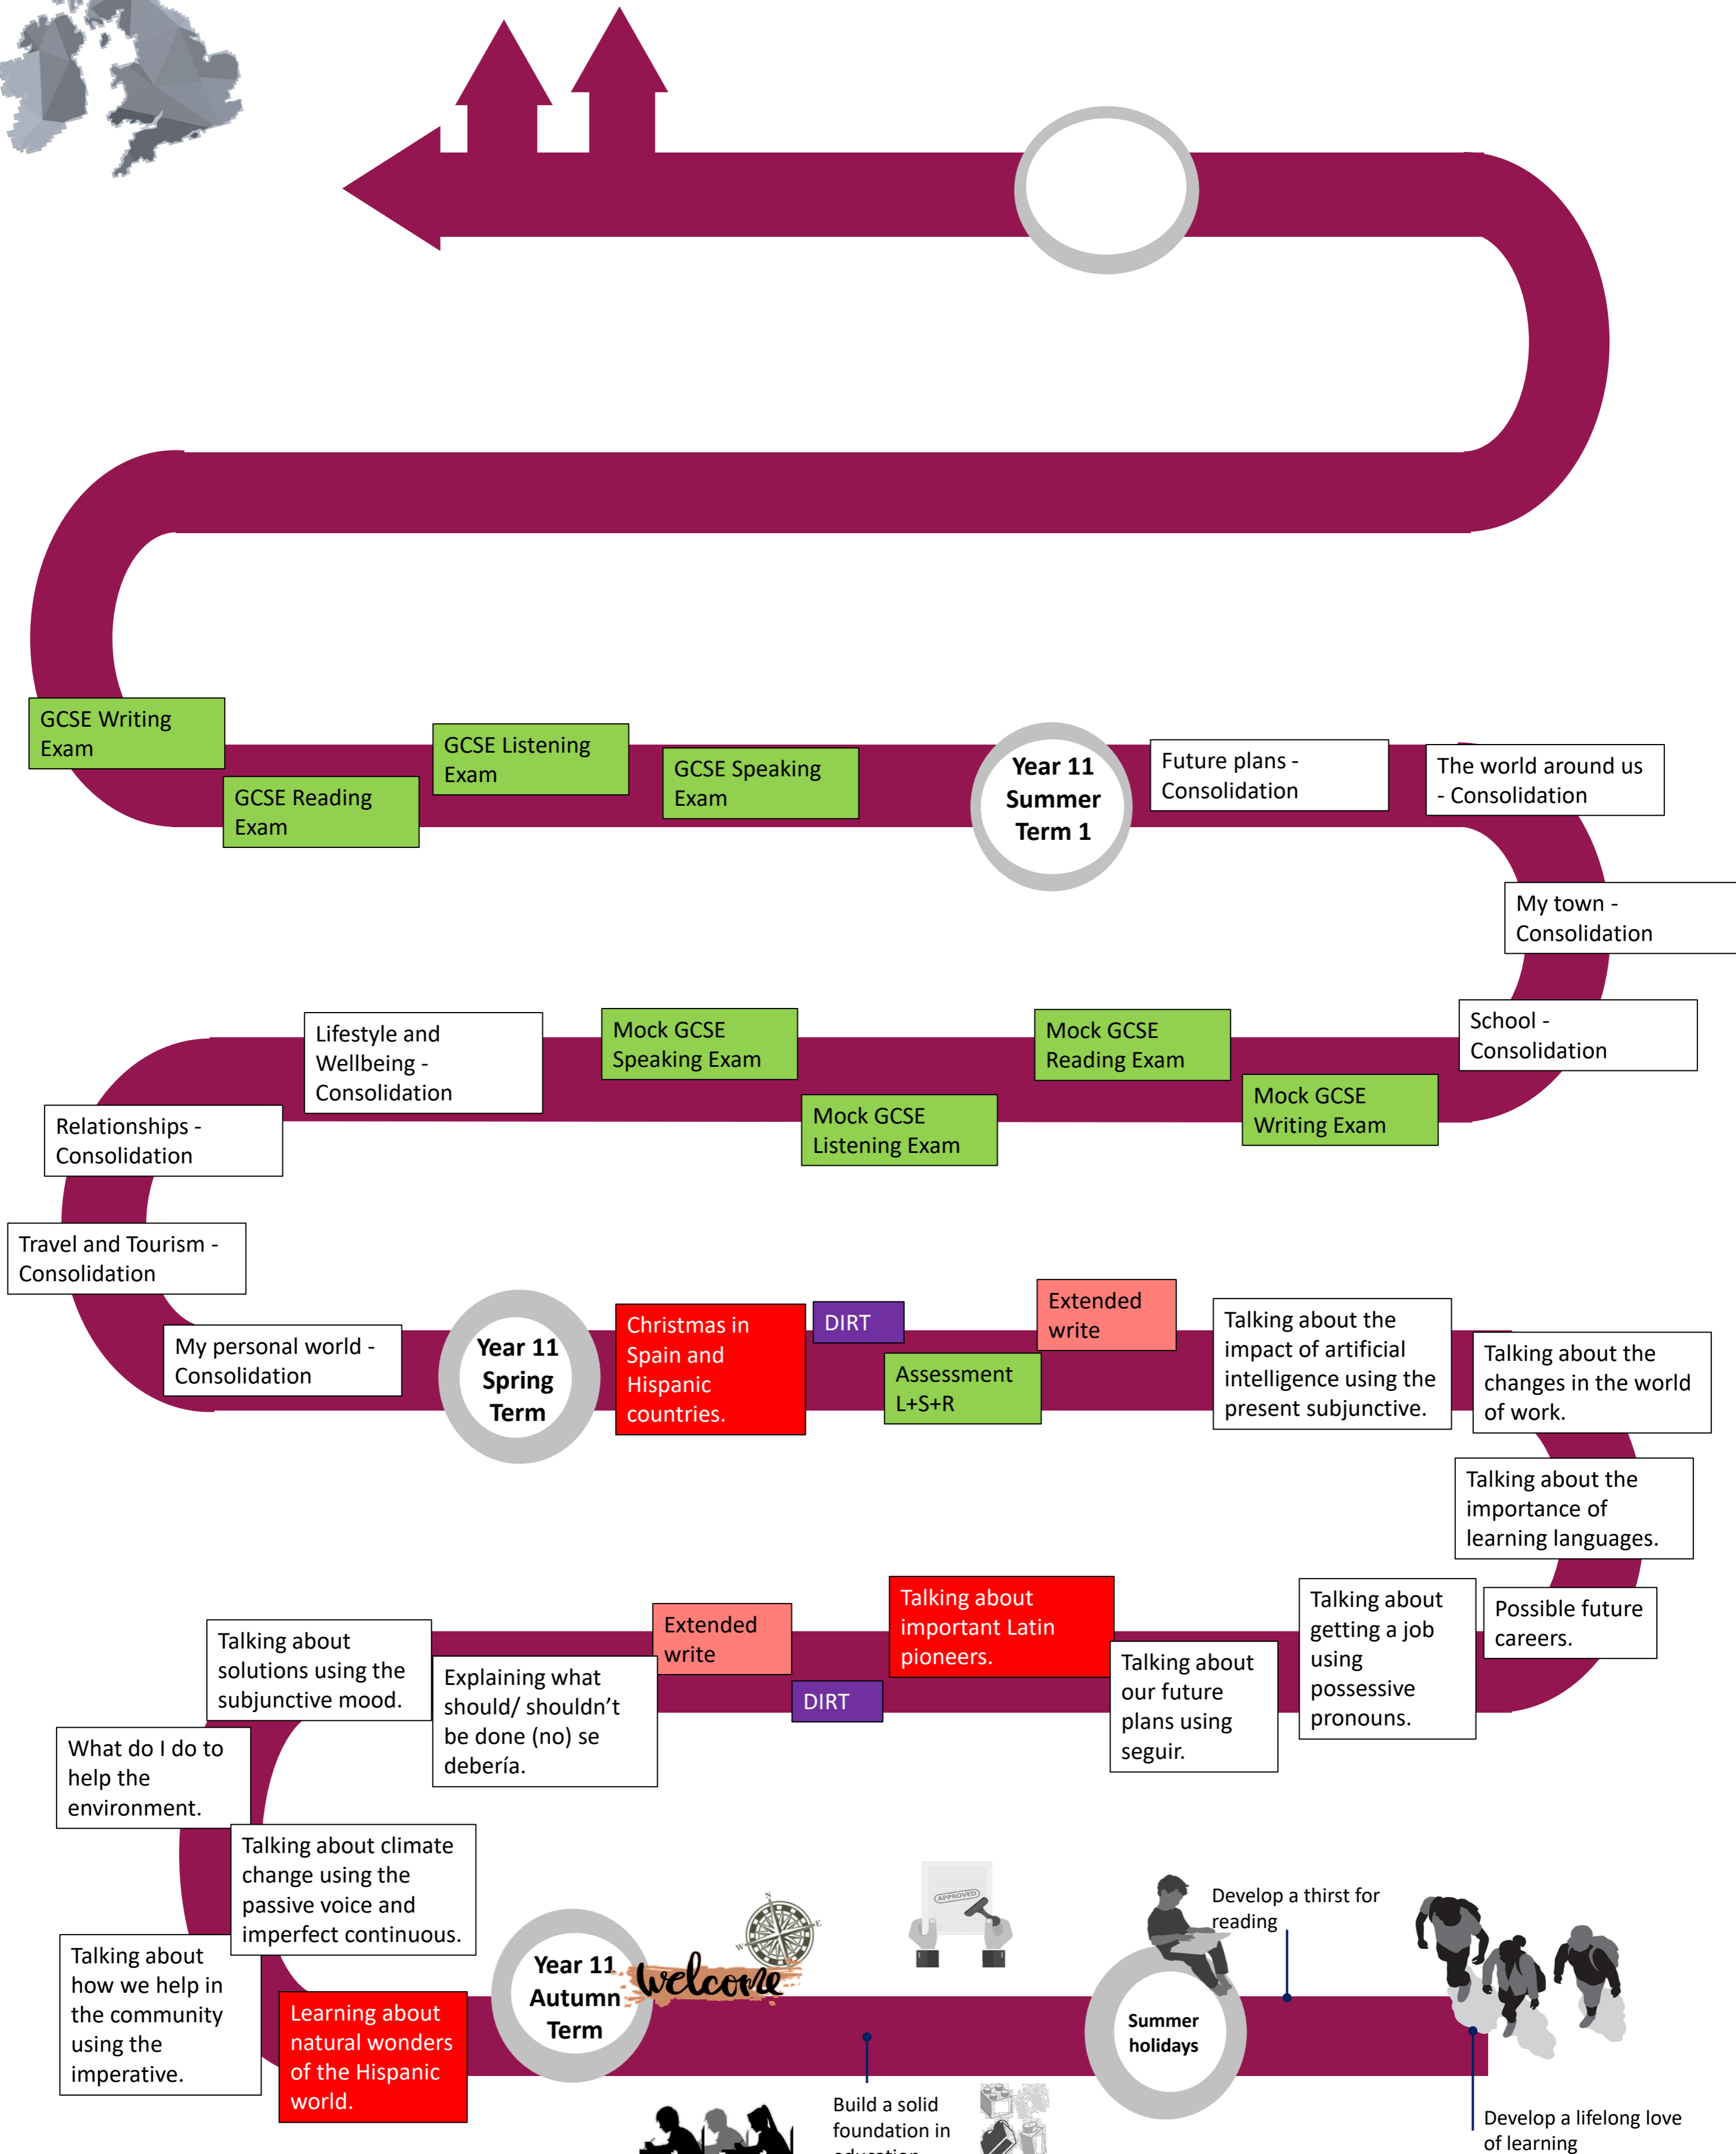 GCSE Writing
Exam
GCSE Reading
Exam
GCSE Listening
Exam
GCSE Speaking
Exam
Year 11
Summer
Term 1
Future plans -
Consolidation
The world around us
- Consolidation
My town -
Consolidation
School -
Consolidation
Lifestyle and
Wellbeing -
Consolidation
Mock GCSE
Speaking Exam
Mock GCSE
Listening Exam
Mock GCSE
Reading Exam
Mock GCSE
Writing Exam
Relationships -
Consolidation
Travel and Tourism -
Consolidation
My personal world -
Consolidation
Year 11
Spring
Term
Christmas in
Spain and
Hispanic
countries.
DIRT
Assessment
L+S+R
Extended
write
Talking about the
impact of artificial
intelligence using the
present subjunctive.
Talking about the
changes in the world
of work.
Talking about the
importance of
learning languages.
Possible future
careers.
Talking about
getting a job
using
possessive
pronouns.
Talking about
our future
plans using
seguir.
Talking about
important Latin
pioneers.
DIRT
Extended
write
Explaining what
should/ shouldn't
be done (no) se
debería.
Talking about
solutions using the
subjunctive mood.
What do I do to
help the
environment.
Talking about climate
change using the
passive voice and
imperfect continuous.
Talking about
how we help in
the community
using the
imperative.
Learning about
natural wonders
of the Hispanic
world.
Year 11
Autumn
Term
welcome
N
E
W
APPROVED
Build a solid
foundation in
education
Summer
holidays
Develop a thirst for
reading
Develop a lifelong love
of learning